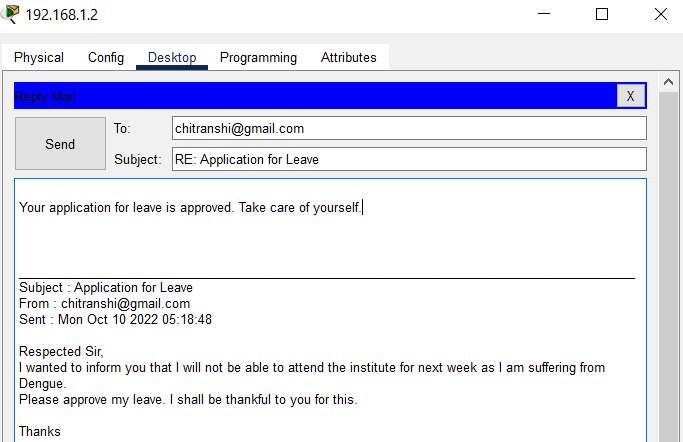 192.168.1.2
Physical Config Desktop Programming Attributes
Reply Mail
X
Send
To:
chitranshi@gmail.com
Subject:
RE: Application for Leave
Your application for leave is approved. Take care of yourself.
Subject : Application for Leave
From : chitranshi@gmail.com
Sent : Mon Oct 10 2022 05:18:48
Respected Sir,
I wanted to inform you that I will not be able to attend the institute for next week as I am suffering from
Dengue.
Please approve my leave. I shall be thankful to you for this.
Thanks